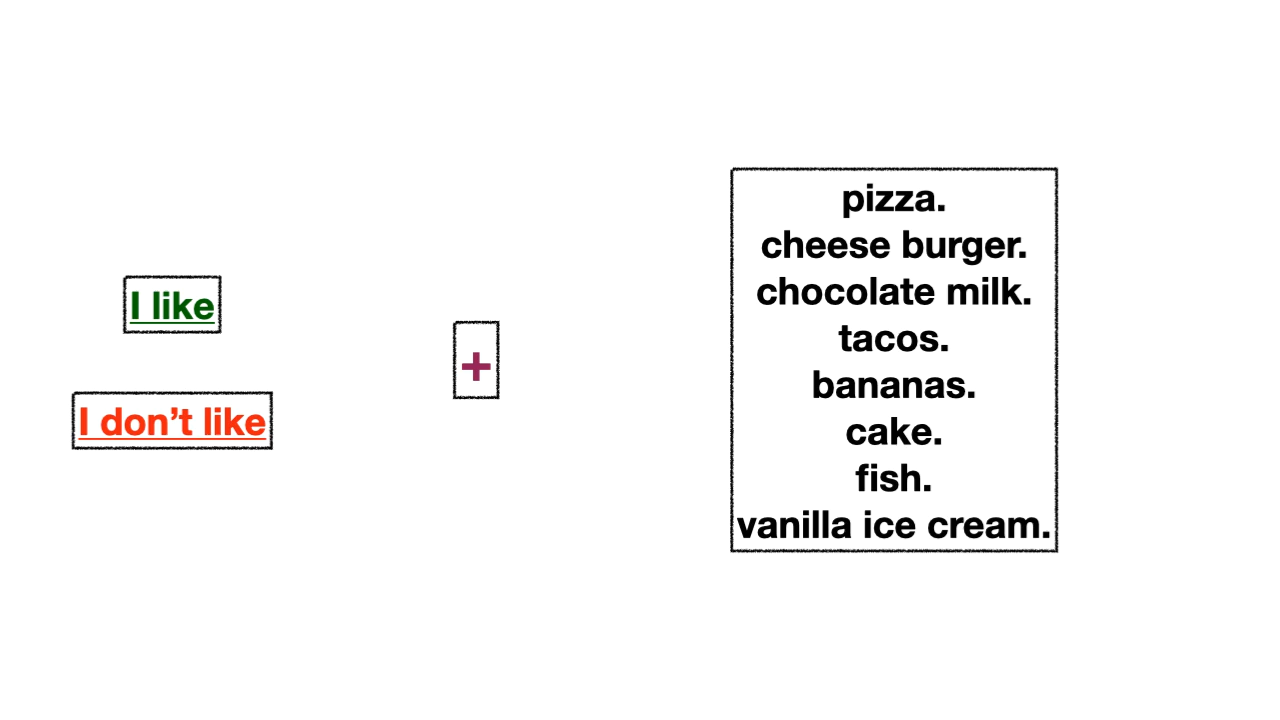 I like
I don’t like
+
pizza.
cheese burger.
chocolate milk.
tacos.
bananas.
cake.
fish.
vanilla ice cream.